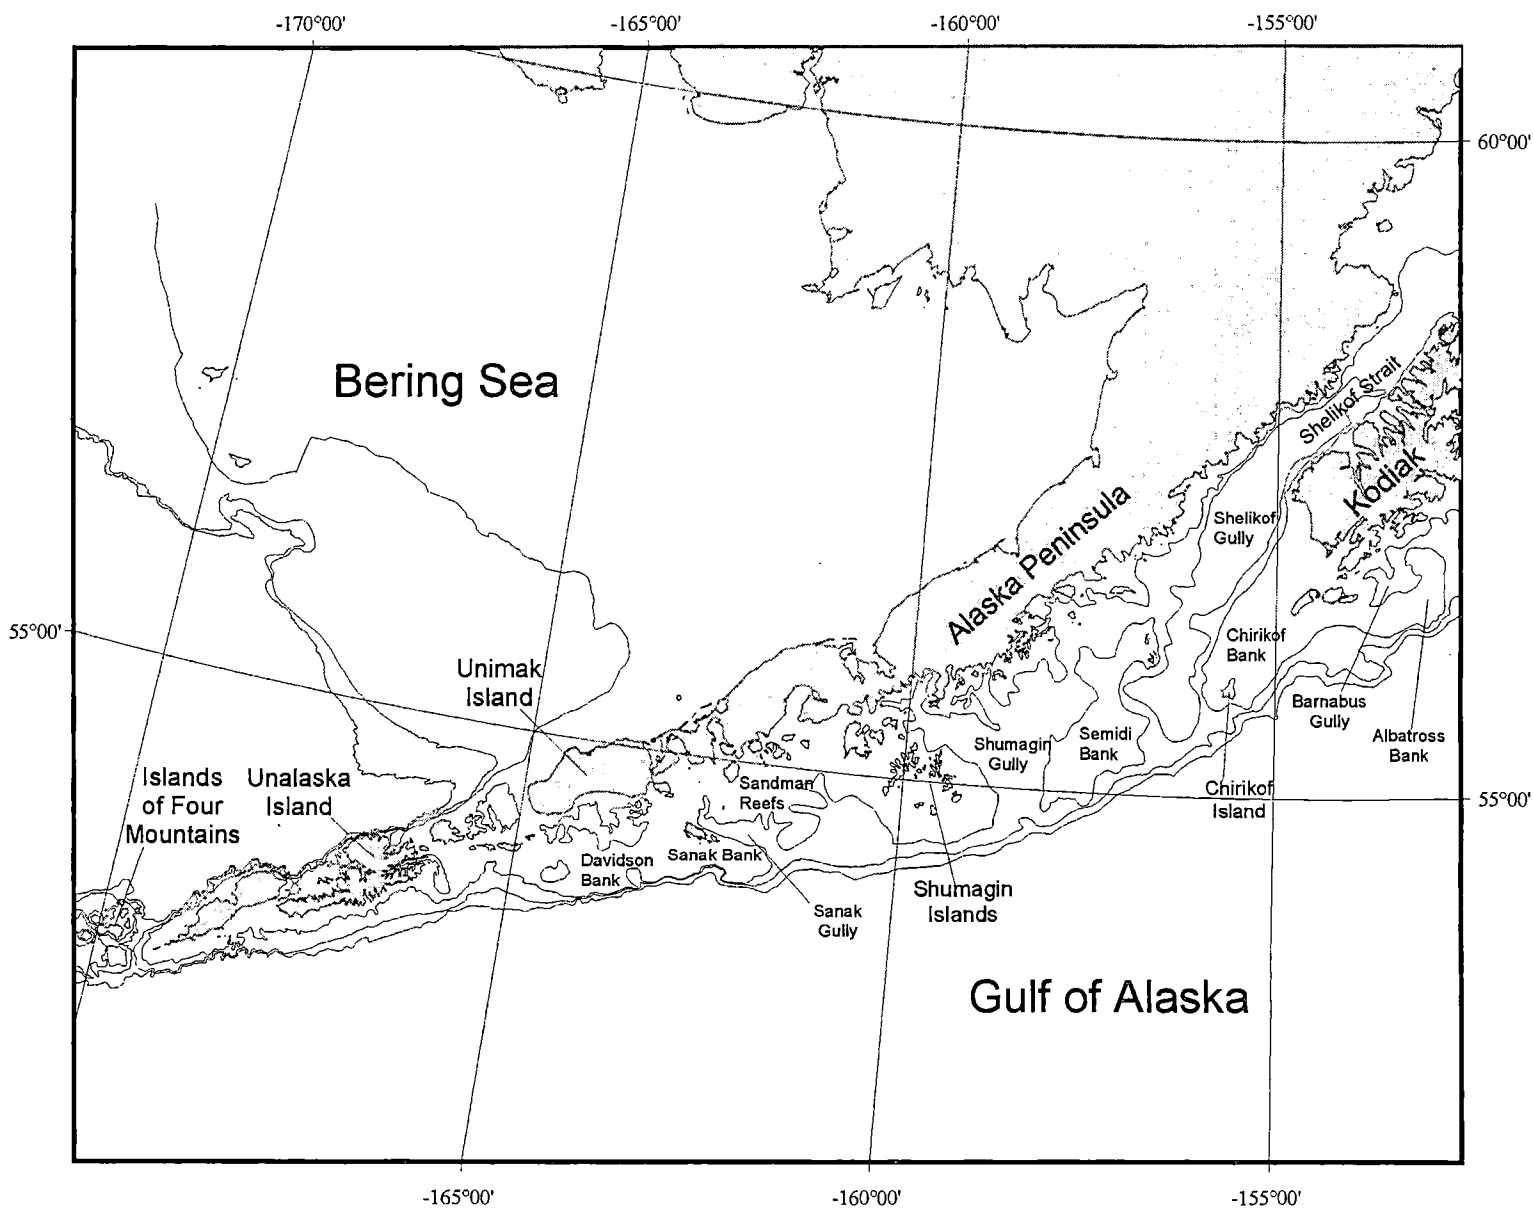 -170°00'
-165°00'
-160°00'
-155°00'
60°00'
Bering Sea
Shelikof Strait
Kodiak
Alaska Peninsula
Shelikof
Gully
55°00'
Unimak
Island
Chirikof
Bank
Barnabus
Gully
Albatross
Bank
Shumagin
Gully
Semidi
Bank
Islands
of Four
Mountains
Unalaska
Island
Sandman
Reefs
Chirikof
Island
55°00'
Davidson
Bank
Sanak Bank
Shumagin
Islands
Sanak
Gully
Gulf of Alaska
-165°00'
-160°00'
-155°00'